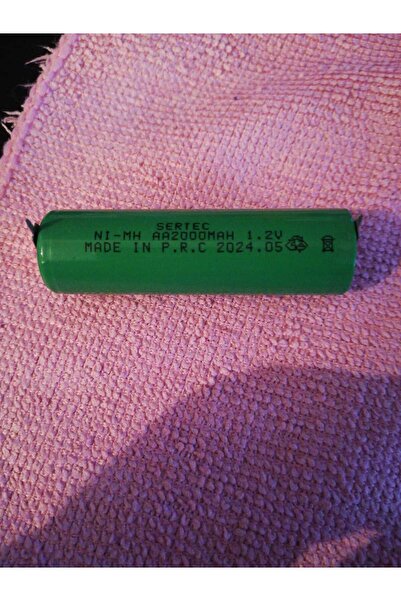 SERTEC
NI-MH AA2000MAH 1.2V
MADE IN P.R.C 2024.05